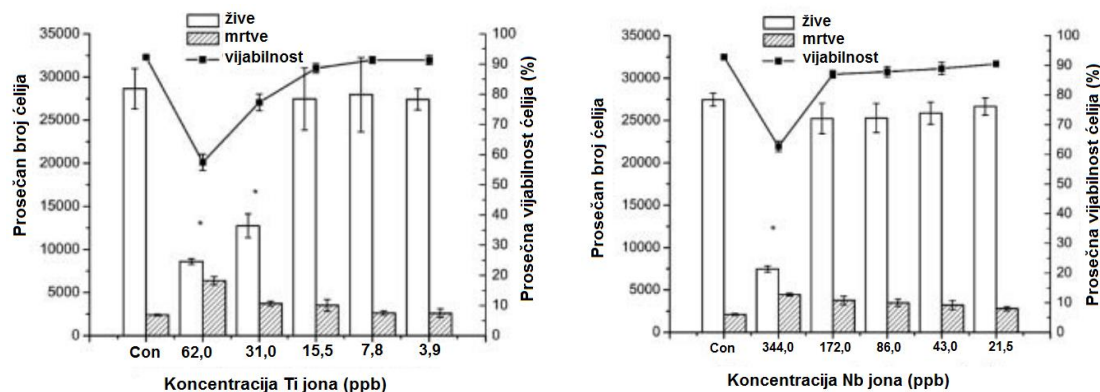 žive
mrtve
vijabilnost
Prosečan broj ćelija
35000
30000
25000
20000
15000
10000
5000
0
100
90
80
70
60
50
40
30
20
10
0
Prosečna vijabilnost ćelija (%)
*
*
Con 62,0 31,0 15,5 7,8 3,9
Koncentracija Ti jona (ppb)
žive
mrtve
vijabilnost
Prosečan broj ćelija
35000
30000
25000
20000
15000
10000
5000
0
100
90
80
70
60
50
40
30
20
10
0
Prosečna vijabilnost ćelija (%)
*
Con 344,0 172,0 86,0 43,0 21,5
Koncentracija Nb jona (ppb)